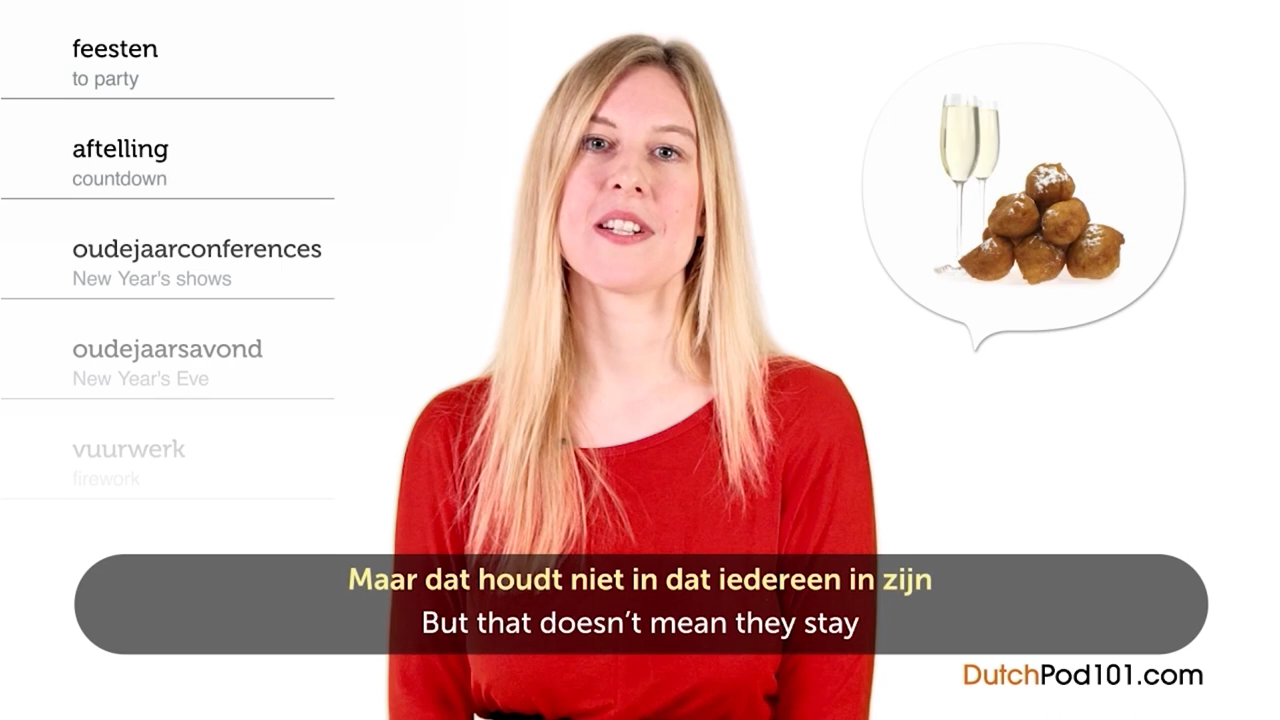 feesten
to party
aftelling
countdown
oudejaarconferences
New Year's shows
oudejaarsavond
New Year's Eve
vuurwerk
firework
Maar dat houdt niet in dat iedereen in zijn
But that doesn't mean they stay
DutchPod101.com